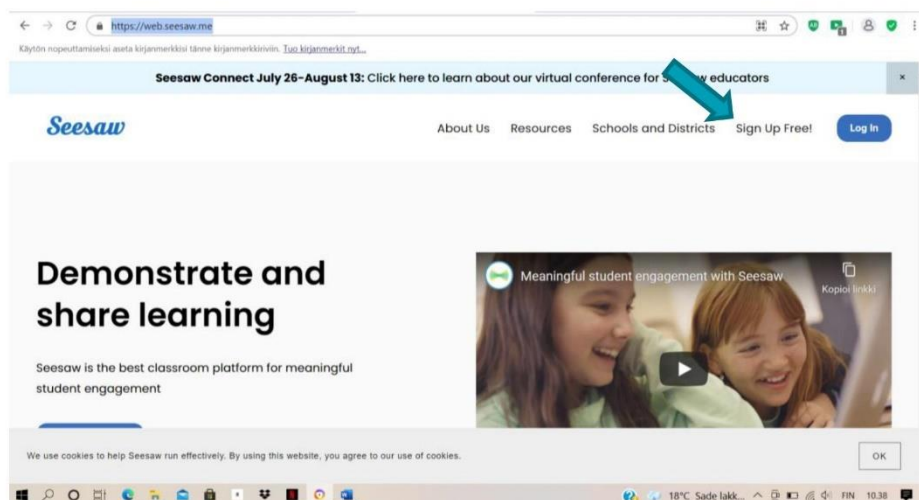 https://web.seesaw.me
Käytön nopeuttamiseksi aseta kirjanmerkkisi tänne kirjanmerkkiriviin. Tuo kirjanmerkit nyt...
Seesaw Connect July 26-August 13: Click here to learn about our virtual conference for educators
×
Seesaw
About Us Resources Schools and Districts Sign Up Free! Log In
Demonstrate and
share learning
Meaningful student engagement with Seesaw
Kopioi linkki
Seesaw is the best classroom platform for meaningful
student engagement
We use cookies to help Seesaw run effectively. By using this website, you agree to our use of cookies.
OK
18°C Sade lakk... FIN 10.38